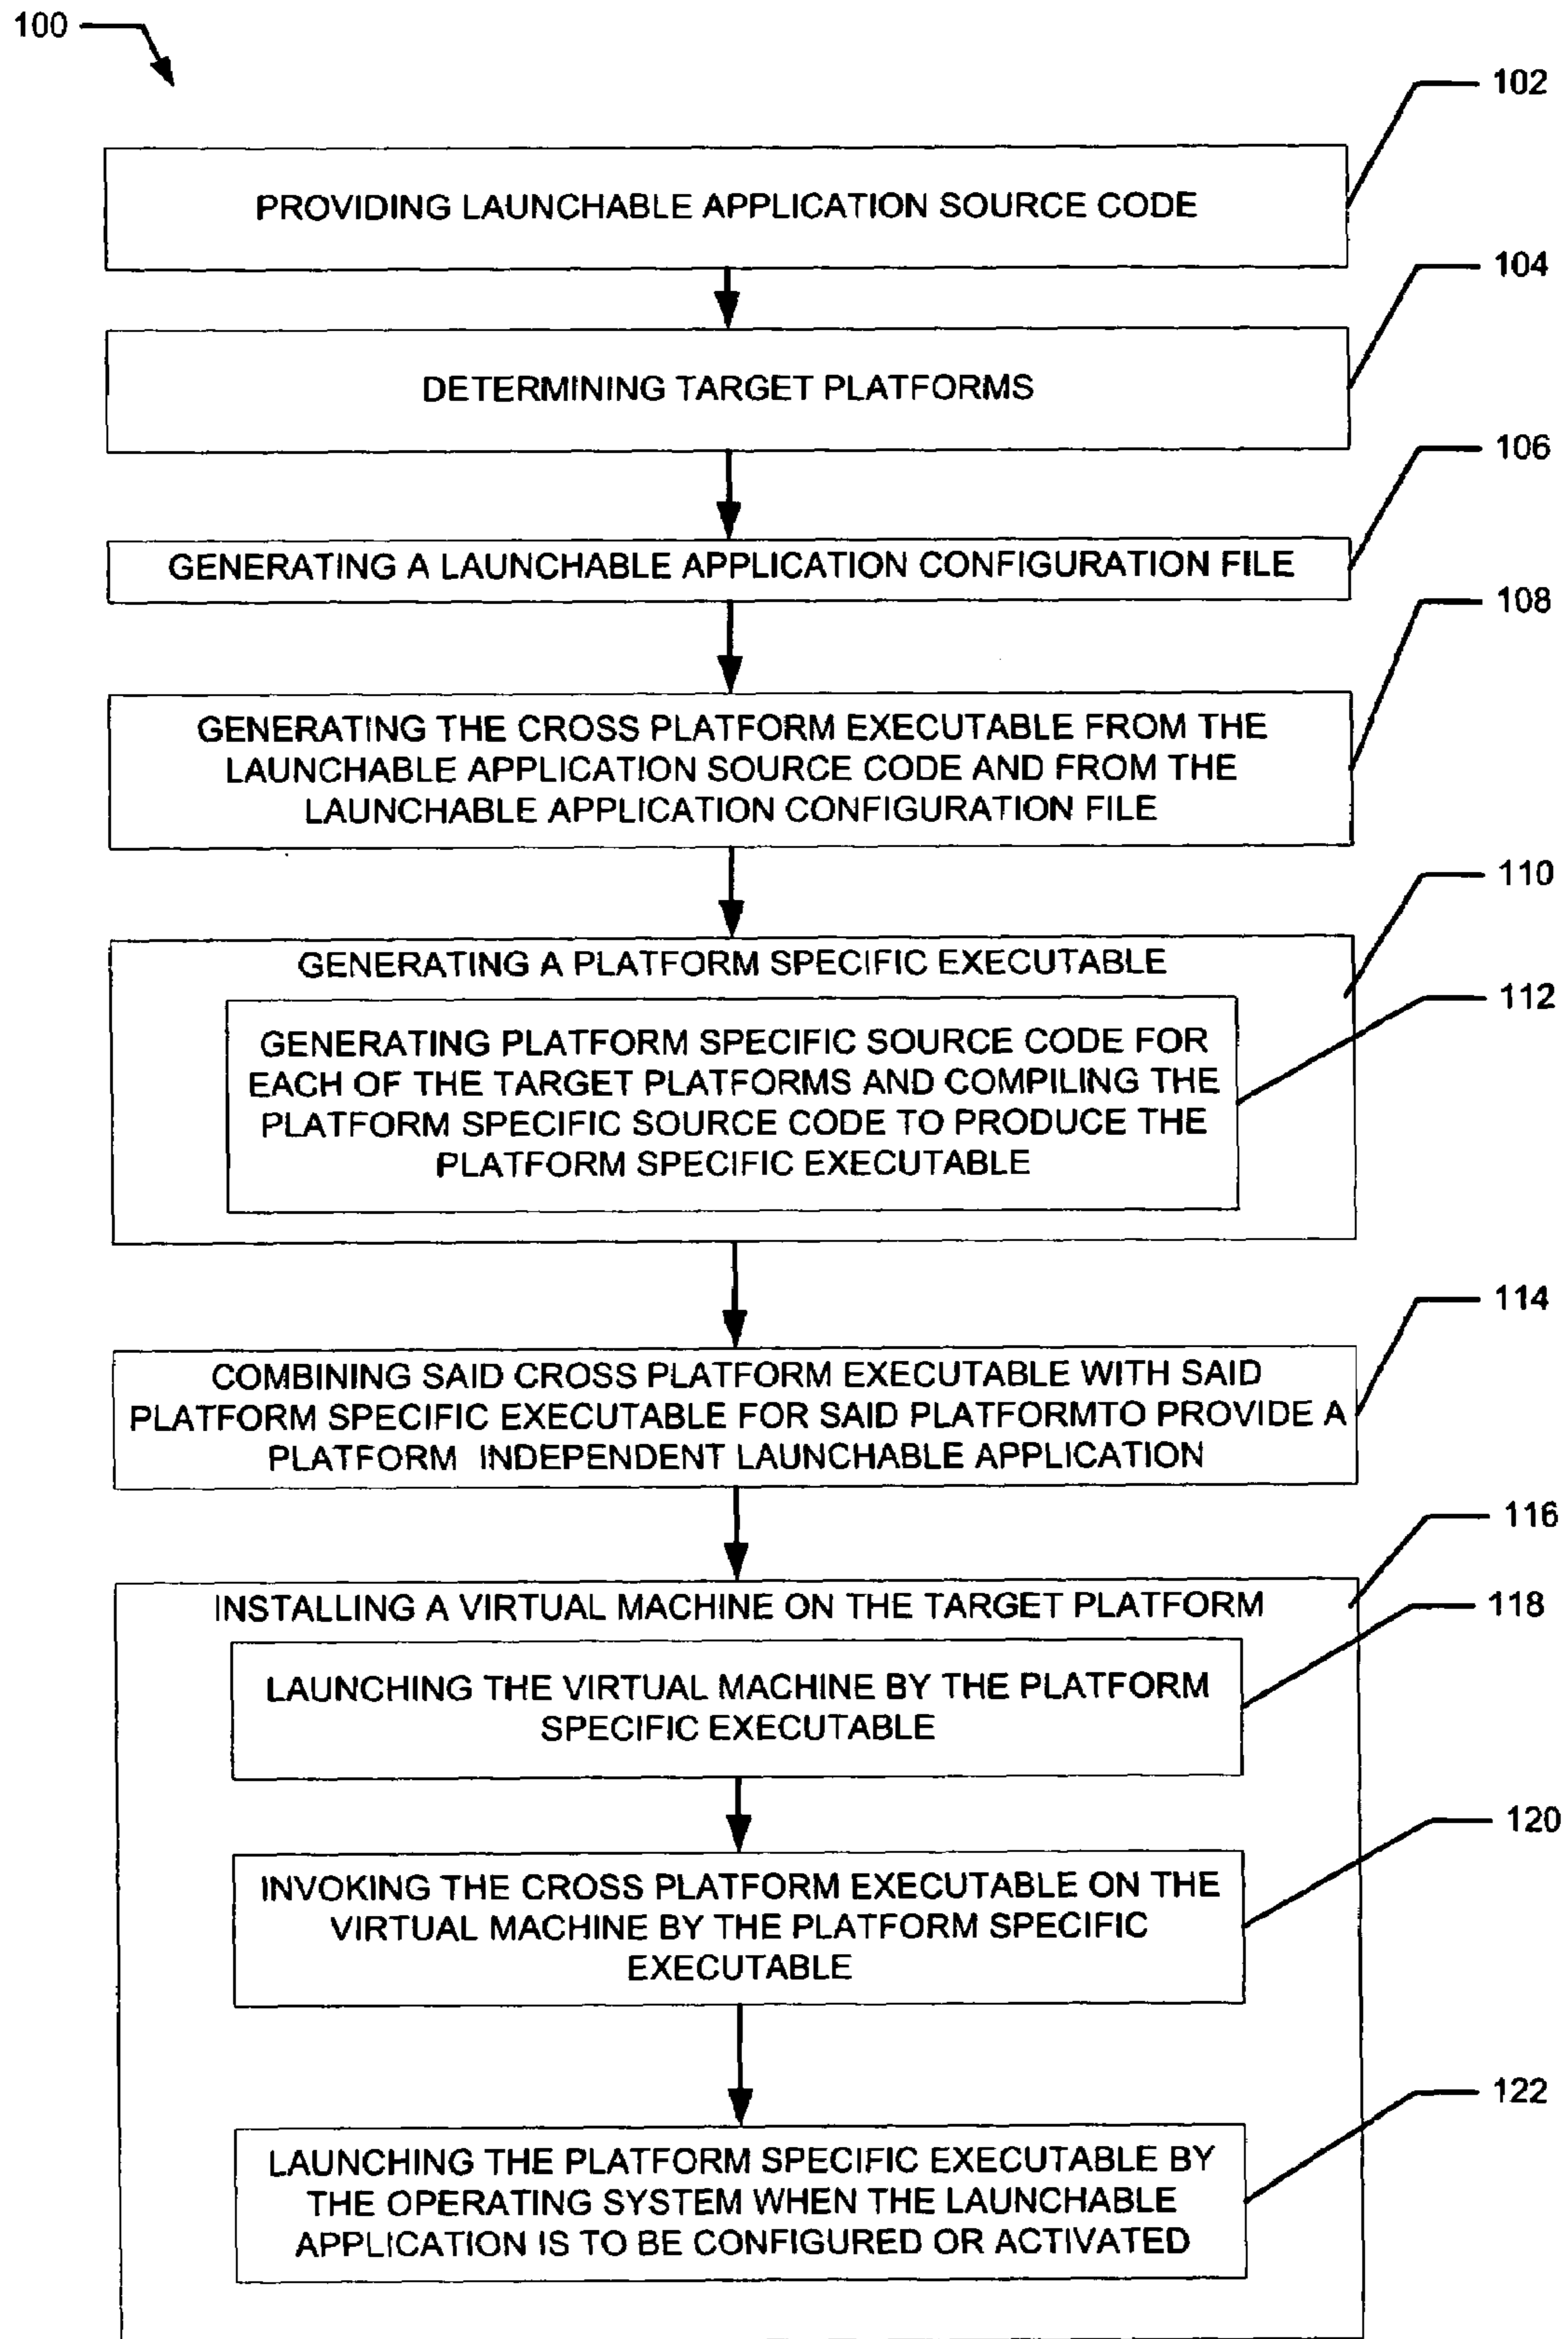 100
102
PROVIDING LAUNCHABLE APPLICATION SOURCE CODE
104
DETERMINING TARGET PLATFORMS
106
GENERATING A LAUNCHABLE APPLICATION CONFIGURATION FILE
108
GENERATING THE CROSS PLATFORM EXECUTABLE FROM THE
LAUNCHABLE APPLICATION SOURCE CODE AND FROM THE
LAUNCHABLE APPLICATION CONFIGURATION FILE
110
GENERATING A PLATFORM SPECIFIC EXECUTABLE
112
GENERATING PLATFORM SPECIFIC SOURCE CODE FOR
EACH OF THE TARGET PLATFORMS AND COMPILING THE
PLATFORM SPECIFIC SOURCE CODE TO PRODUCE THE
PLATFORM SPECIFIC EXECUTABLE
114
COMBINING SAID CROSS PLATFORM EXECUTABLE WITH SAID
PLATFORM SPECIFIC EXECUTABLE FOR SAID PLATFORMTO PROVIDE A
PLATFORM INDEPENDENT LAUNCHABLE APPLICATION
116
INSTALLING A VIRTUAL MACHINE ON THE TARGET PLATFORM
118
LAUNCHING THE VIRTUAL MACHINE BY THE PLATFORM
SPECIFIC EXECUTABLE
120
INVOKING THE CROSS PLATFORM EXECUTABLE ON THE
VIRTUAL MACHINE BY THE PLATFORM SPECIFIC
EXECUTABLE
122
LAUNCHING THE PLATFORM SPECIFIC EXECUTABLE BY
THE OPERATING SYSTEM WHEN THE LAUNCHABLE
APPLICATION IS TO BE CONFIGURED OR ACTIVATED